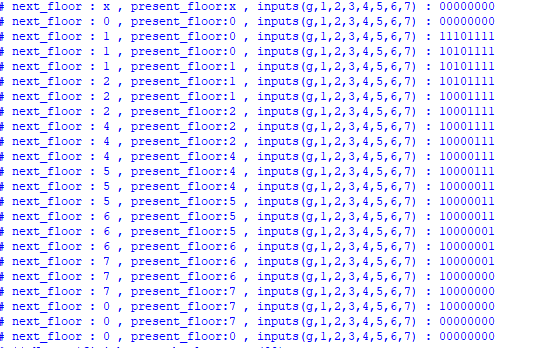 # next_floor : x , present_floor:x , inputs(g,1,2,3,4,5,6,7) : 00000000
# next_floor : 0 , present_floor:0 , inputs(g,1,2,3,4,5,6,7) : 00000000
# next_floor : 1 , present_floor:0 , inputs(g,1,2,3,4,5,6,7) : 11101111
# next_floor : 1 , present_floor:0 , inputs(g,1,2,3,4,5,6,7) : 10101111
# next_floor : 1 , present_floor:1 , inputs(g,1,2,3,4,5,6,7) : 10101111
# next_floor : 2 , present_floor:1 , inputs(g,1,2,3,4,5,6,7) : 10101111
# next_floor : 2 , present_floor:1 , inputs(g,1,2,3,4,5,6,7) : 10001111
# next_floor : 2 , present_floor:2 , inputs(g,1,2,3,4,5,6,7) : 10001111
# next_floor : 4 , present_floor:2 , inputs(g,1,2,3,4,5,6,7) : 10001111
# next_floor : 4 , present_floor:2 , inputs(g,1,2,3,4,5,6,7) : 10000111
# next_floor : 4 , present_floor:4 , inputs(g,1,2,3,4,5,6,7) : 10000111
# next_floor : 5 , present_floor:4 , inputs(g,1,2,3,4,5,6,7) : 10000111
# next_floor : 5 , present_floor:4 , inputs(g,1,2,3,4,5,6,7) : 10000011
# next_floor : 5 , present_floor:5 , inputs(g,1,2,3,4,5,6,7) : 10000011
# next_floor : 6 , present_floor:5 , inputs(g,1,2,3,4,5,6,7) : 10000011
# next_floor : 6 , present_floor:5 , inputs(g,1,2,3,4,5,6,7) : 10000001
# next_floor : 6 , present_floor:6 , inputs(g,1,2,3,4,5,6,7) : 10000001
# next_floor : 7 , present_floor:6 , inputs(g,1,2,3,4,5,6,7) : 10000001
# next_floor : 7 , present_floor:6 , inputs(g,1,2,3,4,5,6,7) : 10000000
# next_floor : 7 , present_floor:7 , inputs(g,1,2,3,4,5,6,7) : 10000000
# next_floor : 0 , present_floor:7 , inputs(g,1,2,3,4,5,6,7) : 10000000
# next_floor : 0 , present_floor:7 , inputs(g,1,2,3,4,5,6,7) : 00000000
# next_floor : 0 , present_floor:0 , inputs(g,1,2,3,4,5,6,7) : 00000000